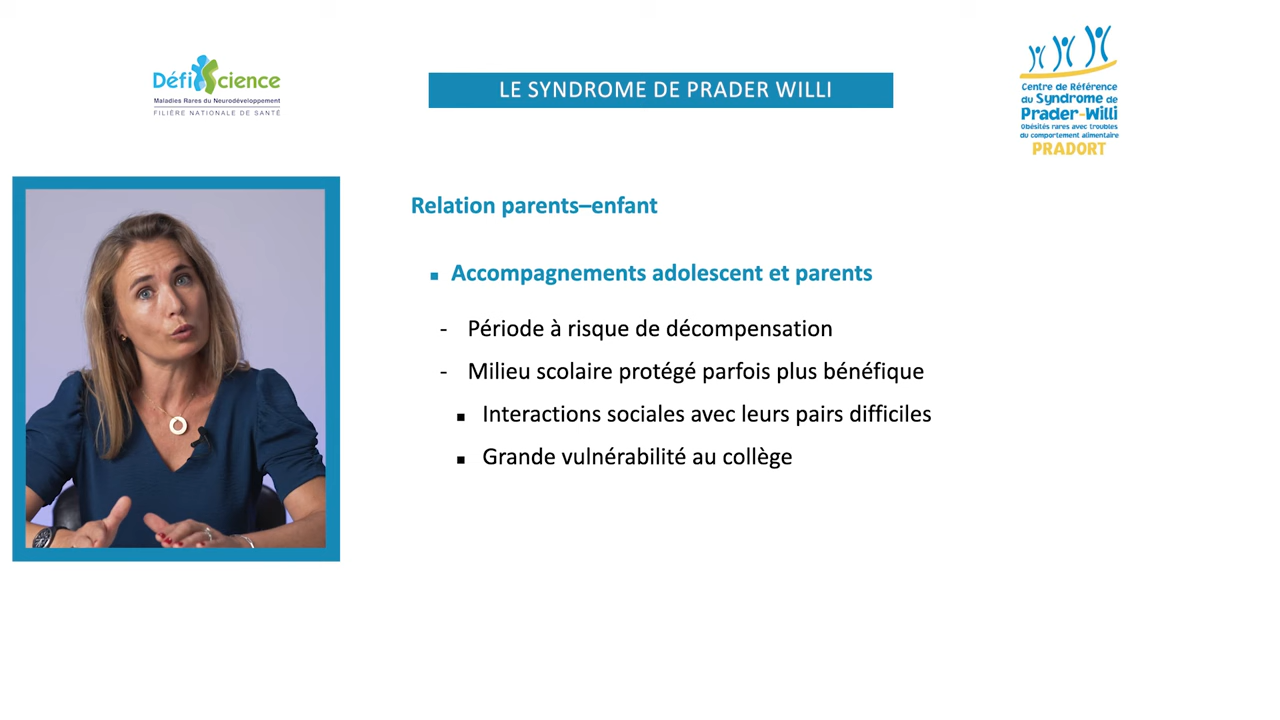 DéfiScience
Maladies Rares du Neurodéveloppement
FILIÈRE NATIONALE DE SANTÉ
LE SYNDROME DE PRADER WILLI
Centre de Référence
du Syndrome de
Prader-Willi
Obésités rares avec troubles
du comportement alimentaire
PRADORT
Relation parents–enfant
▪ Accompagnements adolescent et parents
- Période à risque de décompensation
- Milieu scolaire protégé parfois plus bénéfique
▪ Interactions sociales avec leurs pairs difficiles
▪ Grande vulnérabilité au collège